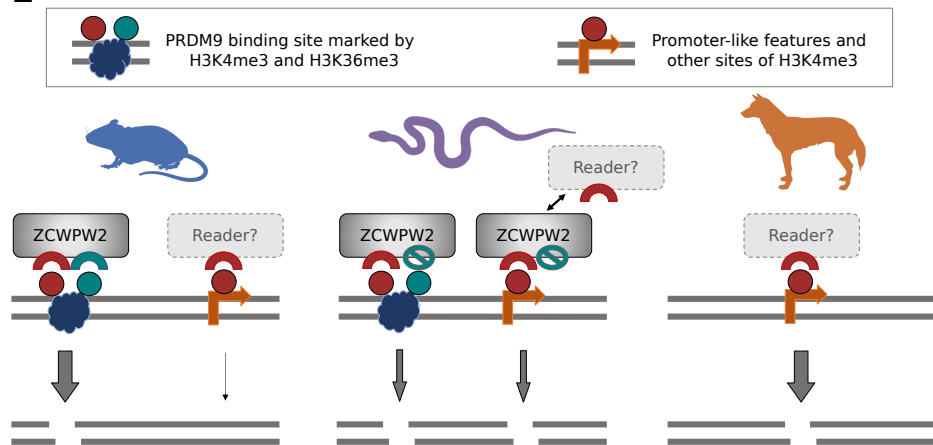 PRDM9 binding site marked by
H3K4me3 and H3K36me3
Promoter-like features and
other sites of H3K4me3
Reader?
ZCWPW2
Reader?
ZCWPW2
ZCWPW2
Reader?